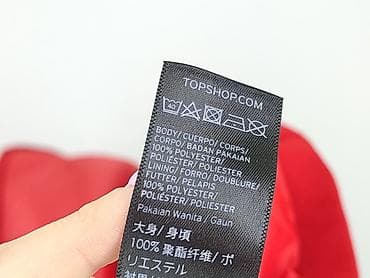 TOPSHOP.COM
40
BODY/CUERPO/CORPS/
CORPO/BADAN PAKAIAN
100% POLYESTER/
POLIÉSTER/POLIESTER
LINING/FORRO/DOUBLURE/
FUTTER/PELAPIS
100% POLYESTER/
POLIÉSTER/POLIESTER
Pakaian Wanita / Gaun
大身/身頃
100% 聚酯纤维/ポ
リエステル